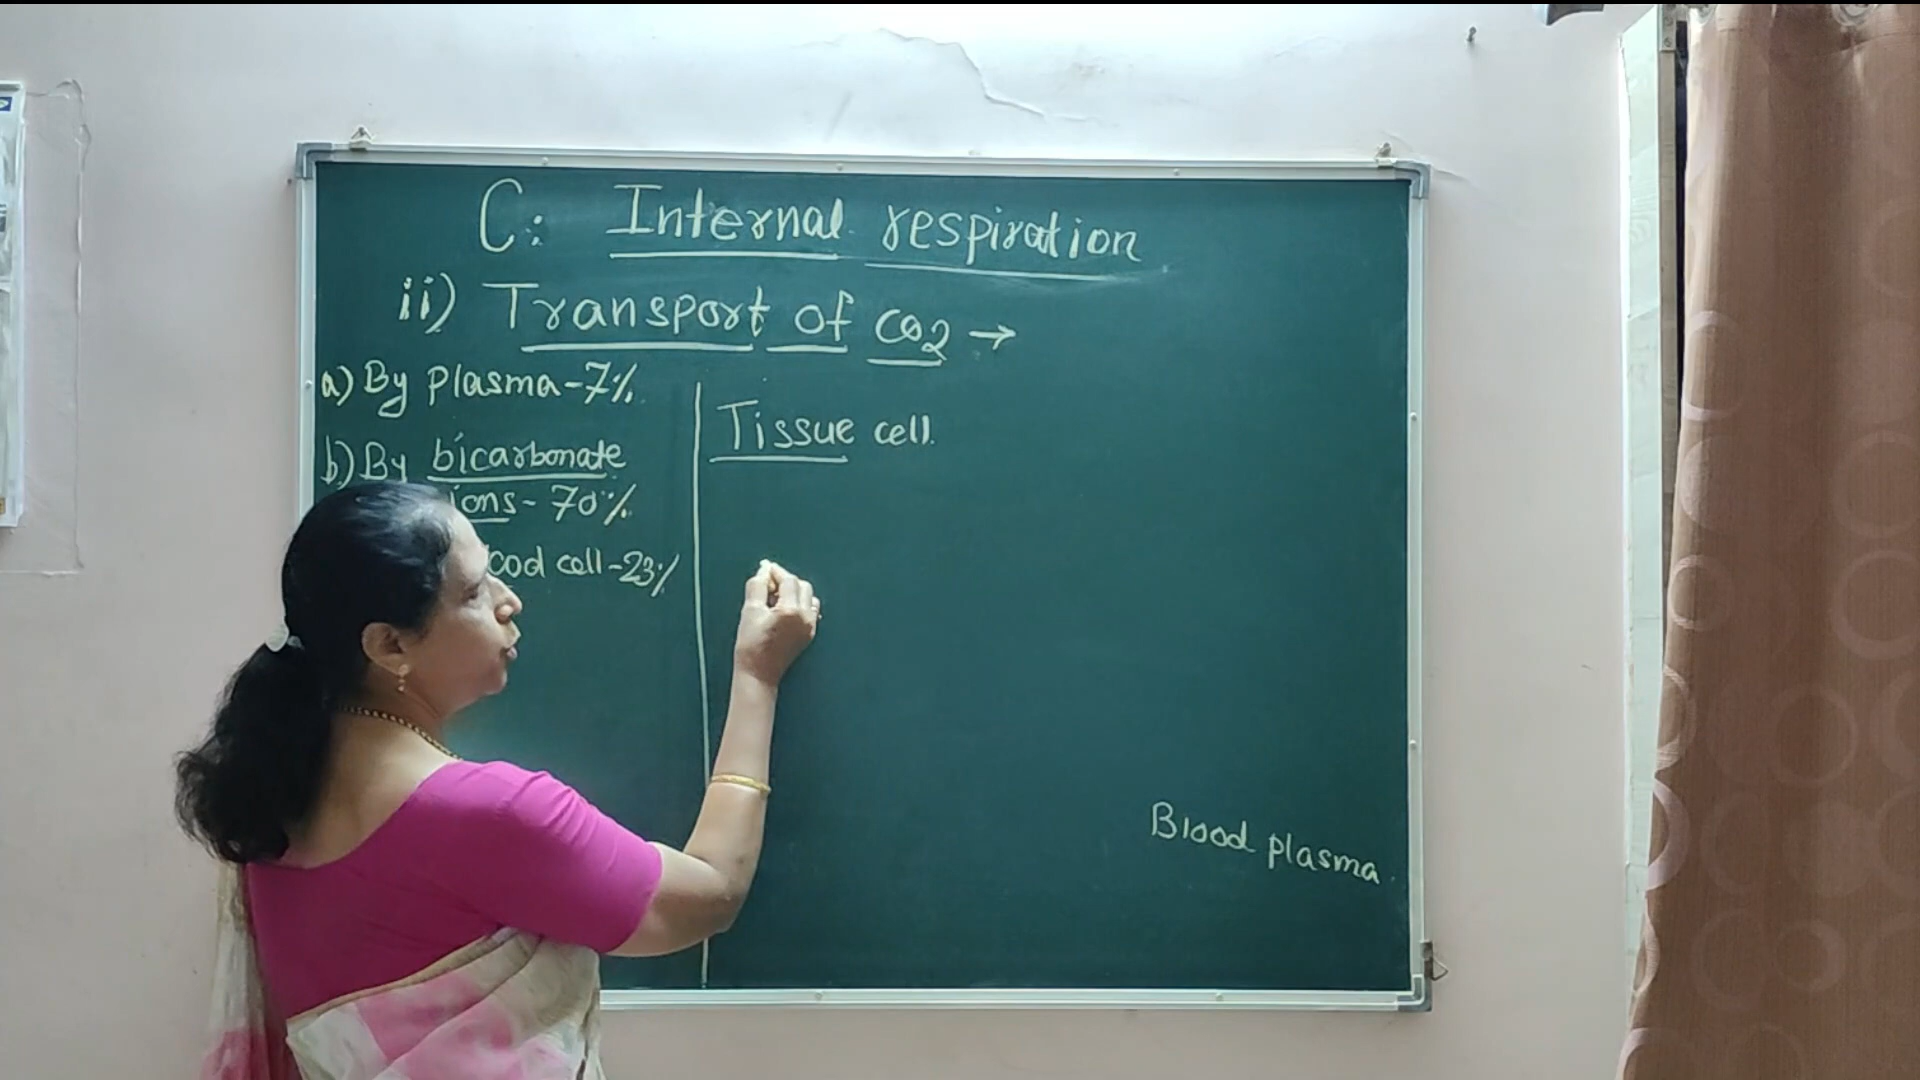 C: Internal respiration
ii) Transport of CO2 →
a) By plasma-7%
b) By bicarbonate
ions-70%
cell-23%
Tissue cell.
Blood plasma.